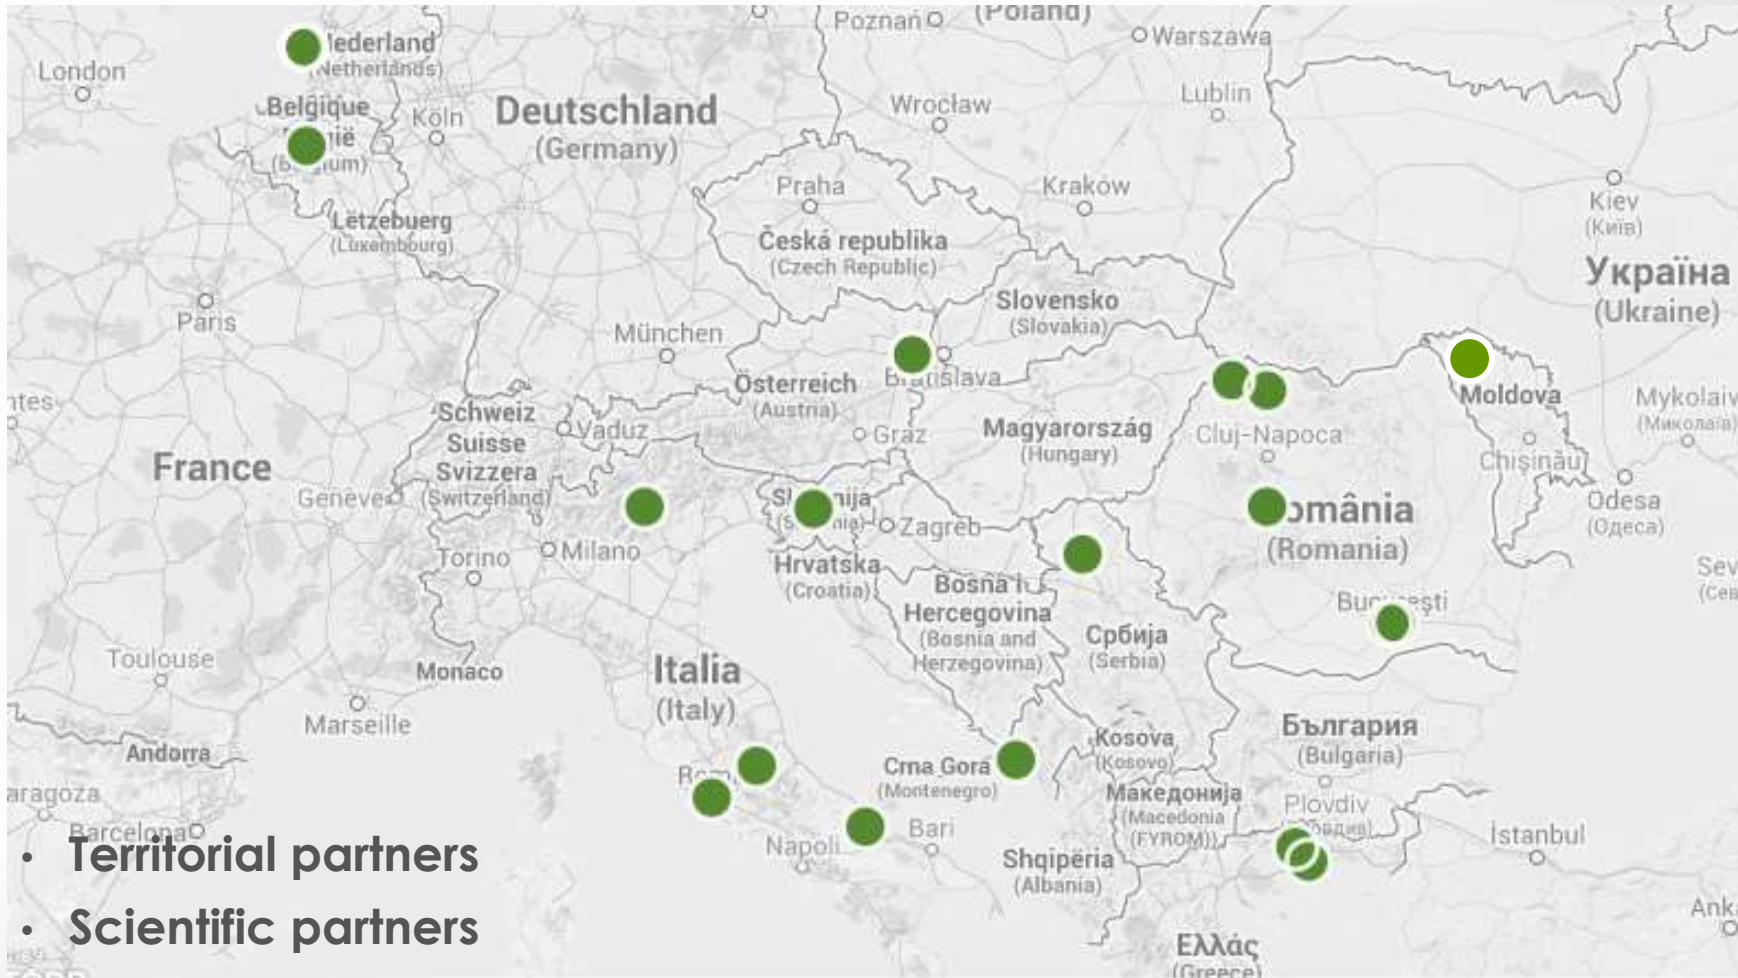 (Poland)
Poznań
Warszawa
London
(Netherlands)
Lublin
Wrocław
Belgique
Köln
Deutschland
(Germany)
Praha
Kraków
Kiev
(Київ)
Lëtzebuerg
(Luxembourg)
Česká republika
(Czech Republic)
Україна
(Ukraine)
Slovensko
(Slovakia)
Paris
München
Österreich
(Austria)
Moldova
Mykolaiv
(Миколаїв)
Schweiz
Suisse
Svizzera
(Switzerland)
Vaduz
Graz
Magyarország
(Hungary)
Cluj-Napoca
Chișinău
France
Genève
Odesa
(Одеса)
(Romania)
Zagreb
Milano
Torino
Hrvatska
(Croatia)
Bosna i
Hercegovina
(Bosnia and
Herzegovina)
Србија
(Serbia)
Toulouse
Monaco
Italia
(Italy)
Marseille
Andorra
България
(Bulgaria)
Kosova
(Kosovo)
Crna Gora
(Montenegro)
Македонија
(Macedonia
(FYROM))
Plovdiv
Barcelona
Napoli
Bari
İstanbul
Shqipëria
(Albania)
• Territorial partners
• Scientific partners
Ελλάς
(Greece)